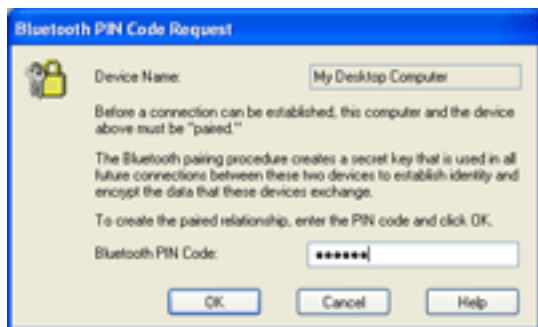 Bluetooth PIN Code Request
Device Name: My Desktop Computer
Before a connection can be established, this computer and the device
above must be "paired."
The Bluetooth pairing procedure creates a secret key that is used in all
future connections between these two devices to establish identity and
encrypt the data that these devices exchange.
To create the paired relationship, enter the PIN code and click OK.
Bluetooth PIN Code: ••••••
OK Cancel Help